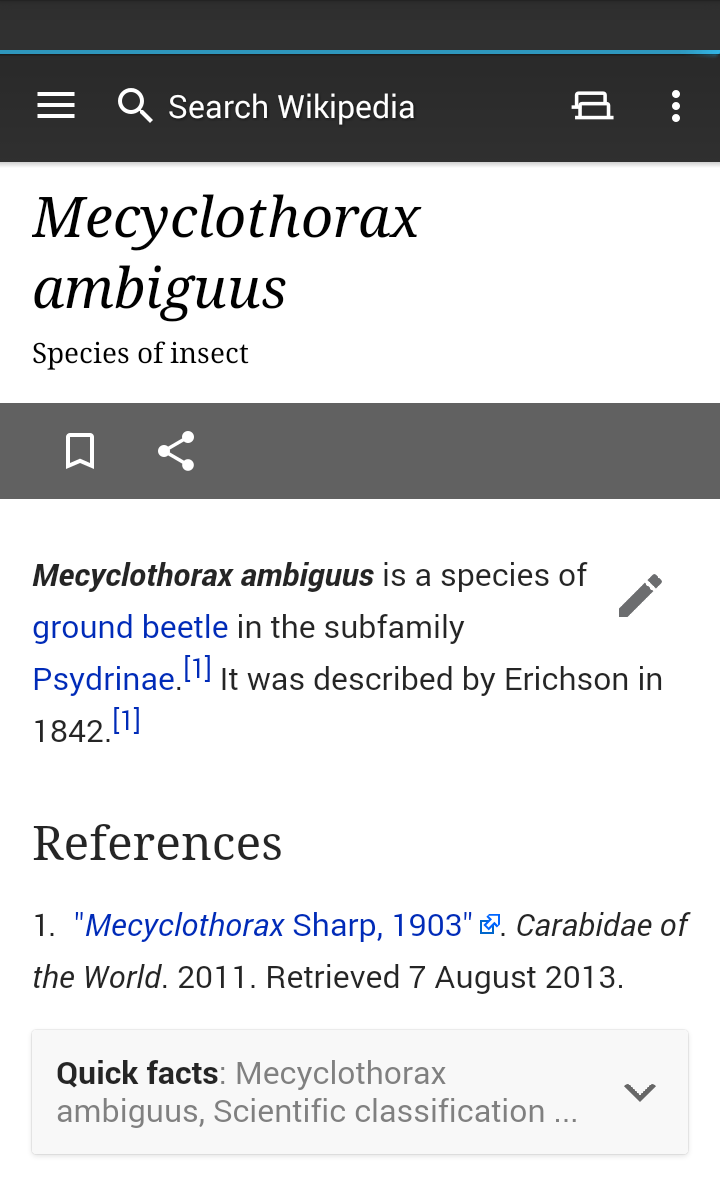 Search Wikipedia
Mecyclothorax
ambiguus
Species of insect
Mecyclothorax ambiguus is a species of
ground beetle in the subfamily
Psydrinae.[1] It was described by Erichson in
1842.[1]
References
1. "Mecyclothorax Sharp, 1903" . Carabidae of
the World. 2011. Retrieved 7 August 2013.
Quick facts: Mecyclothorax
ambiguus, Scientific classification ...